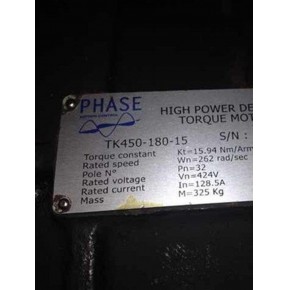 PHASE
HIGH POWER DE
TORQUE MOT
TK450-180-15
S/N :
Torque constant Kt=15.94 Nm/Arm
Rated speed Wn=262 rad/sec
Pole N° Pn=32
Rated voltage Vn=424V
Rated current In=128.5A
Mass M=325 Kg